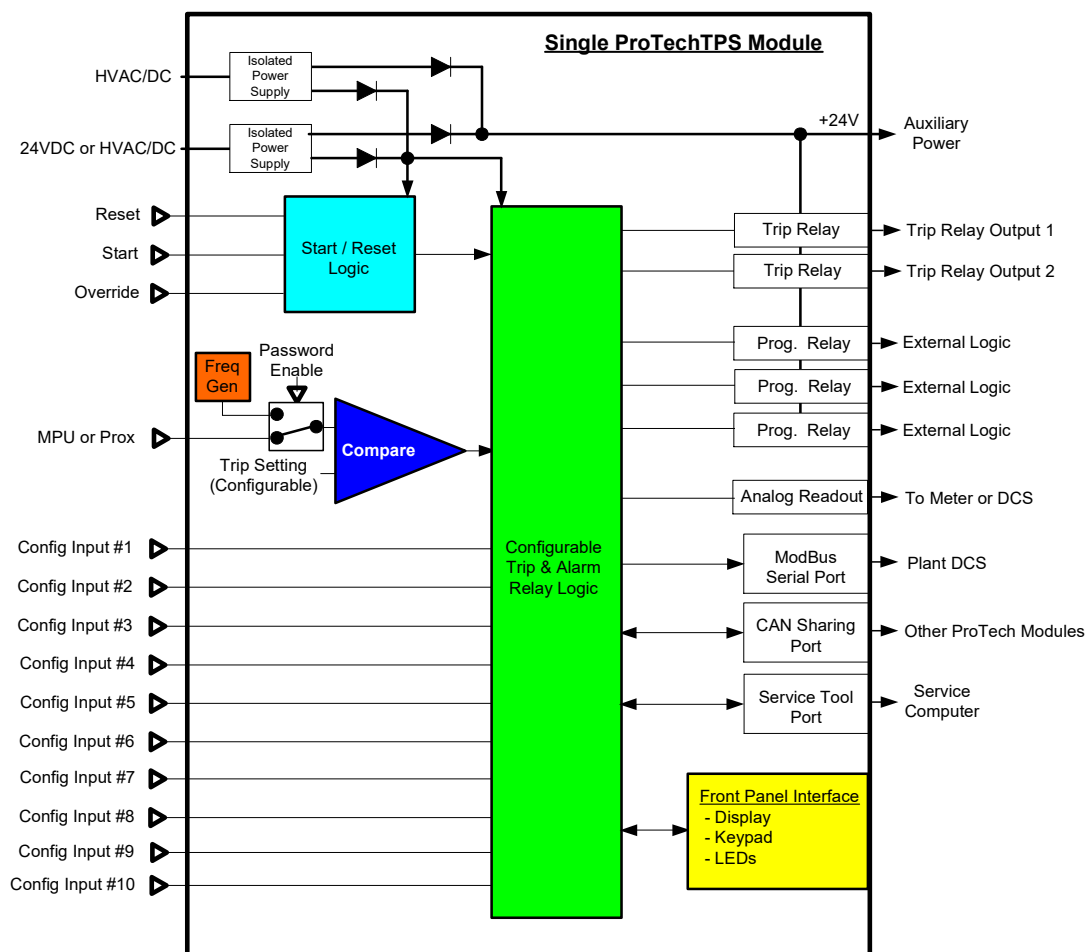 Single ProTechTPS Module
HVAC/DC
Isolated
Power
Supply
24VDC or HVAC/DC
Isolated
Power
Supply
+24V
Auxiliary
Power
Reset
Start
Override
Start / Reset
Logic
Trip Relay
Trip Relay Output 1
Trip Relay
Trip Relay Output 2
Prog. Relay
External Logic
Prog. Relay
External Logic
Prog. Relay
External Logic
Password
Enable
Freq
Gen
MPU or Prox
Trip Setting
(Configurable)
Compare
Analog Readout
To Meter or DCS
Configurable
Trip & Alarm
Relay Logic
ModBus
Serial Port
Plant DCS
CAN Sharing
Port
Other ProTech Modules
Service Tool
Port
Service
Computer
Config Input #1
Config Input #2
Config Input #3
Config Input #4
Config Input #5
Config Input #6
Config Input #7
Config Input #8
Config Input #9
Config Input #10
Front Panel Interface
- Display
- Keypad
- LEDs